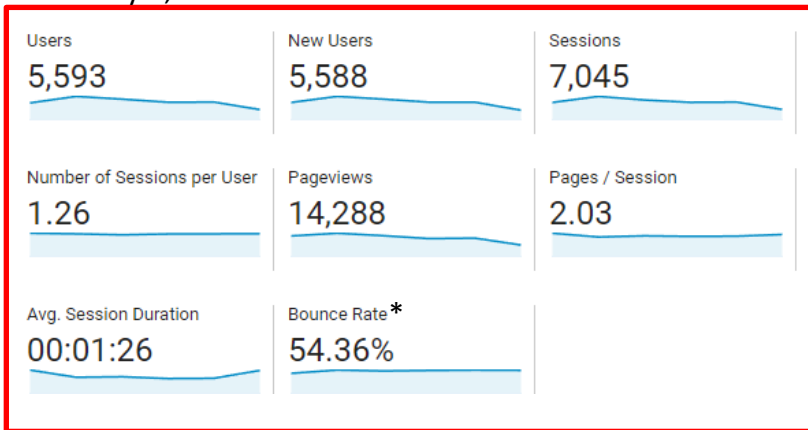 Users
5,593
New Users
5,588
Sessions
7,045
Number of Sessions per User
1.26
Pageviews
14,288
Pages / Session
2.03
Avg. Session Duration
00:01:26
Bounce Rate*
54.36%